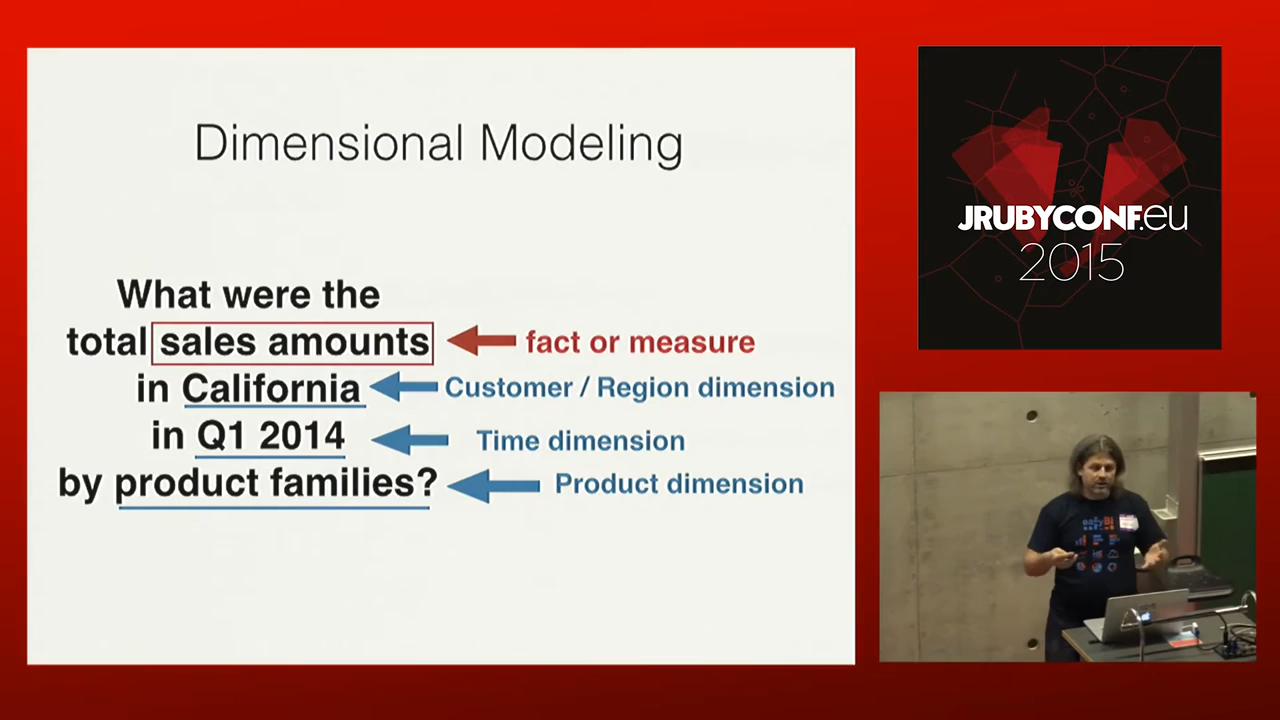 Dimensional Modeling
What were the
total sales amounts
fact or measure
in California
Customer / Region dimension
in Q1 2014
Time dimension
by product families?
Product dimension
JRUBYCONF.eu
2015
eazyBI